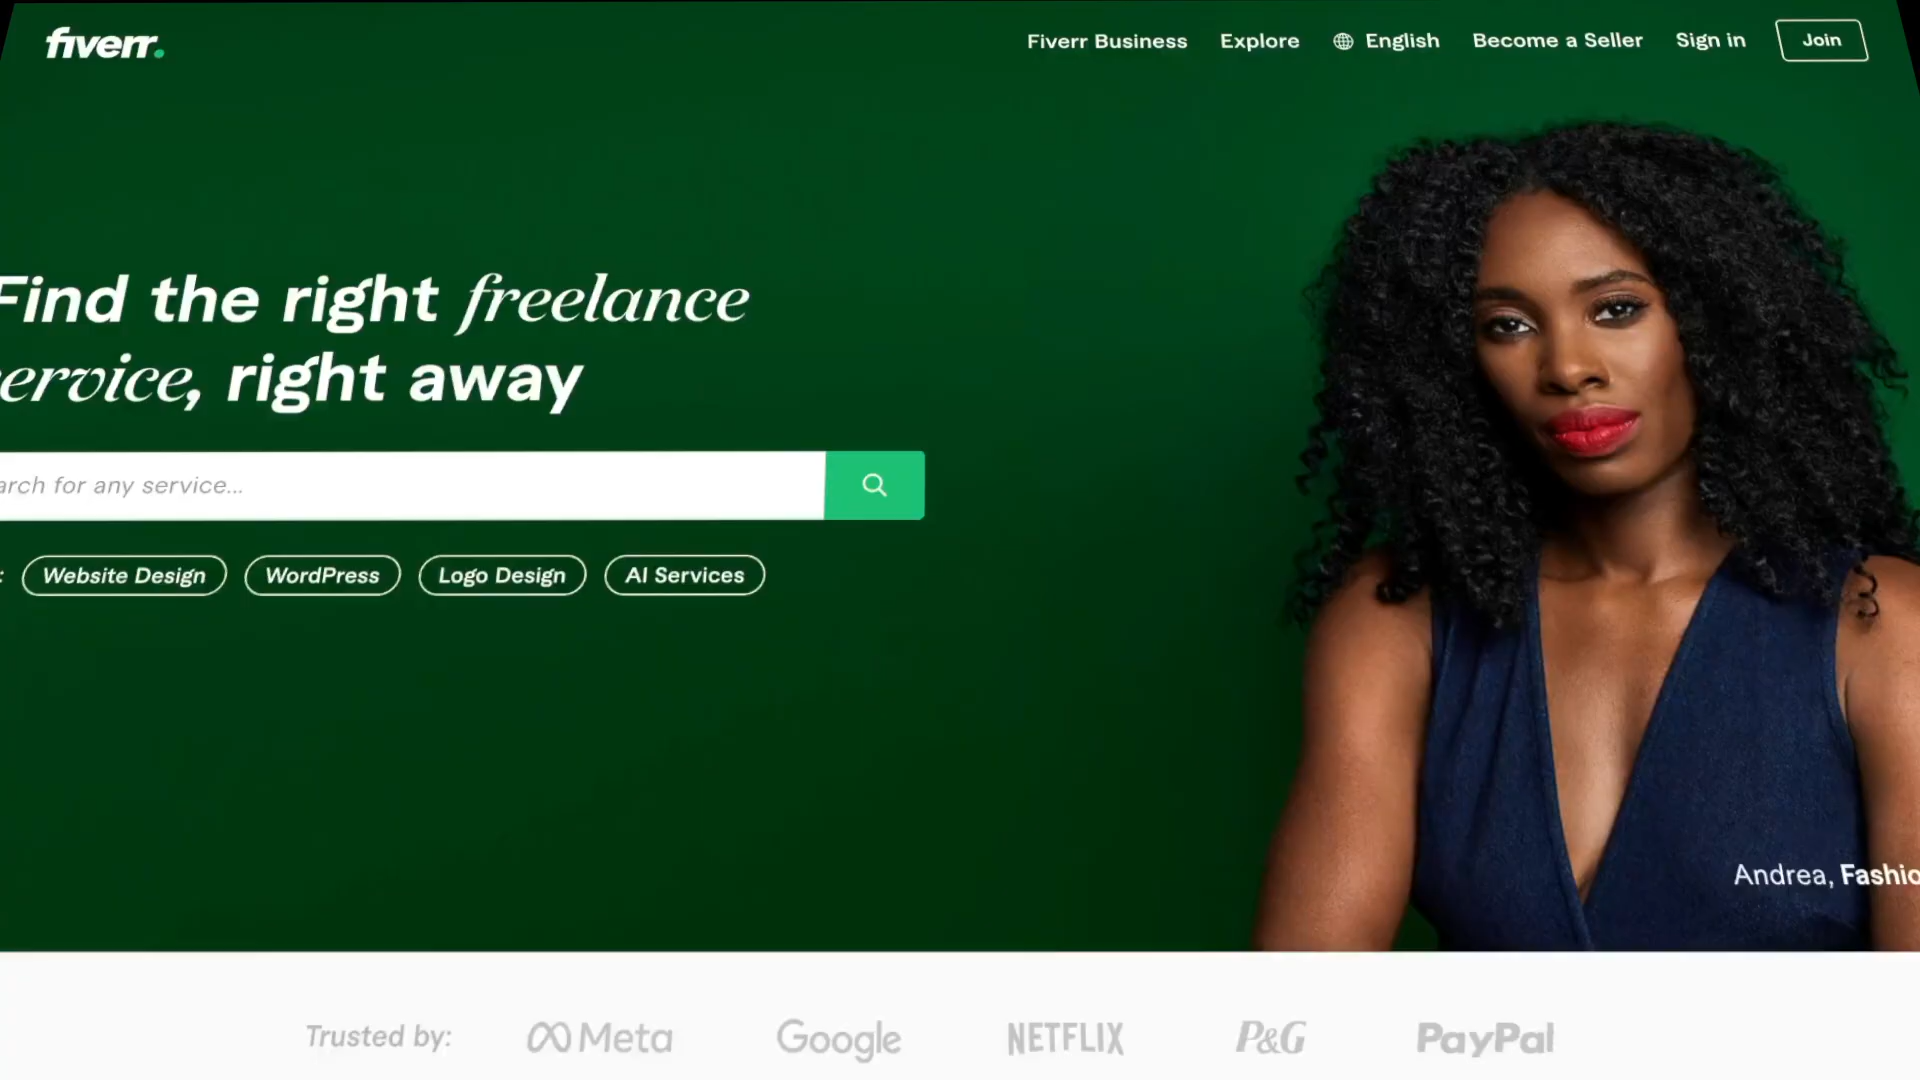 fiverr.
Fiverr Business Explore English Become a Seller Sign in Join
Find the right freelance
ervice, right away
arch for any service...
Website Design WordPress Logo Design AI Services
Andrea, Fashio
Trusted by: Meta Google NETFLIX P&G PayPal